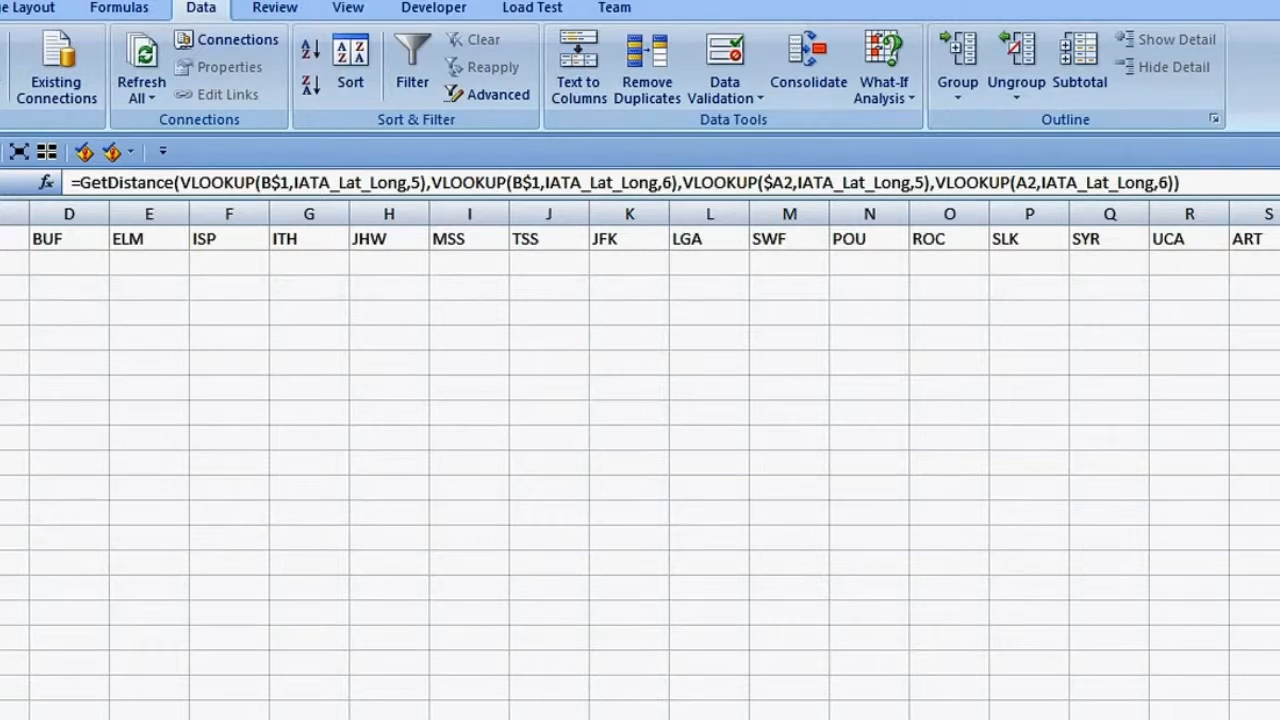 e Layout Formulas Data Review View Developer Load Test Team
Existing Connections
Refresh All
Connections
Properties
Edit Links
Connections
Sort
Filter
Clear
Reapply
Advanced
Sort & Filter
Text to Columns
Remove Duplicates
Data Validation
Consolidate
What-If Analysis
Data Tools
Group
Ungroup
Subtotal
Show Detail
Hide Detail
Outline
fx =GetDistance(VLOOKUP(B$1,IATA_Lat_Long,5),VLOOKUP(B$1,IATA_Lat_Long,6),VLOOKUP($A2,IATA_Lat_Long,5),VLOOKUP(A2,IATA_Lat_Long,6))
D E F G H I J K L M N O P Q R S
BUF ELM ISP ITH JHW MSS TSS JFK LGA SWF POU ROC SLK SYR UCA ART